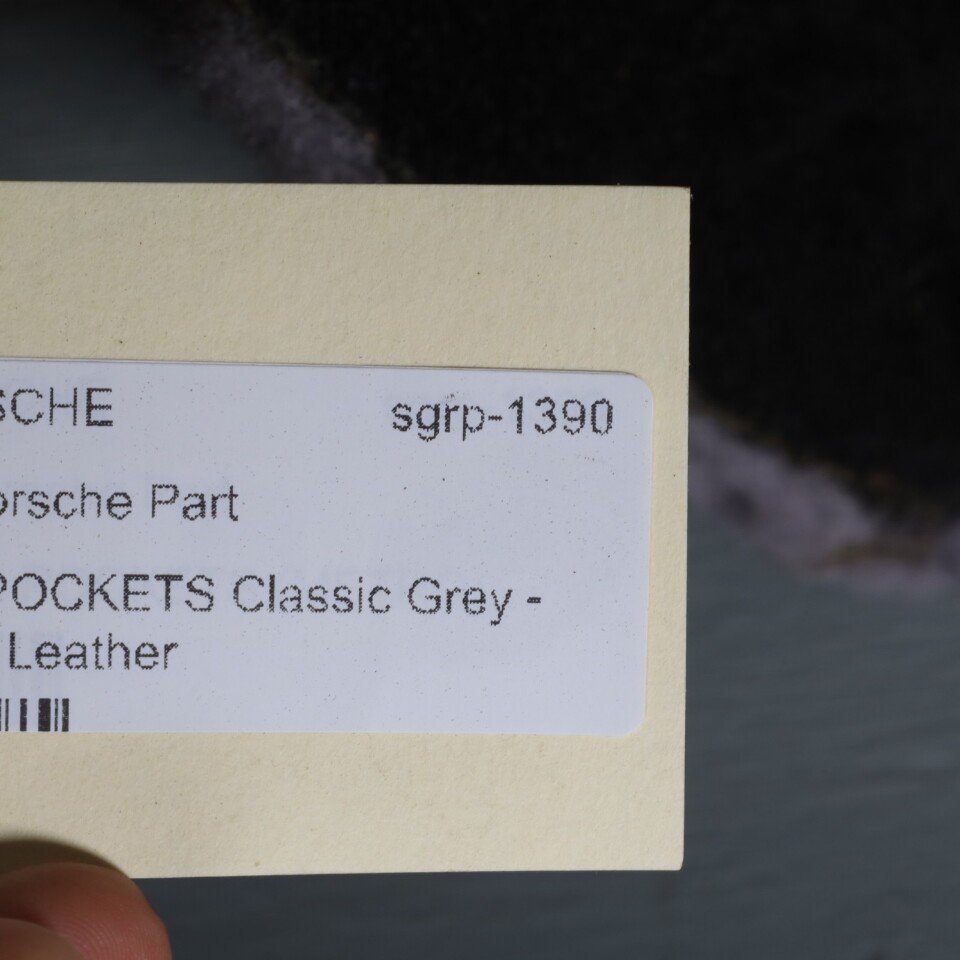 SCHE sgrp-1390
orsche Part
POCKETS Classic Grey -
Leather